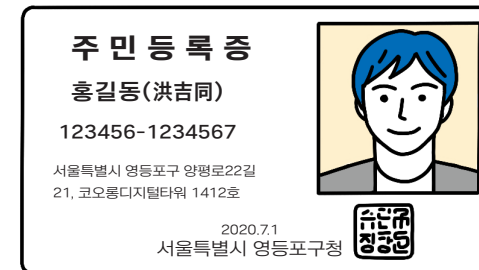 주민등록증
홍길동(洪吉同)
123456-1234567
서울특별시 영등포구 양평로22길
21, 코오롱디지털타워 1412호
2020.7.1
서울특별시 영등포구청